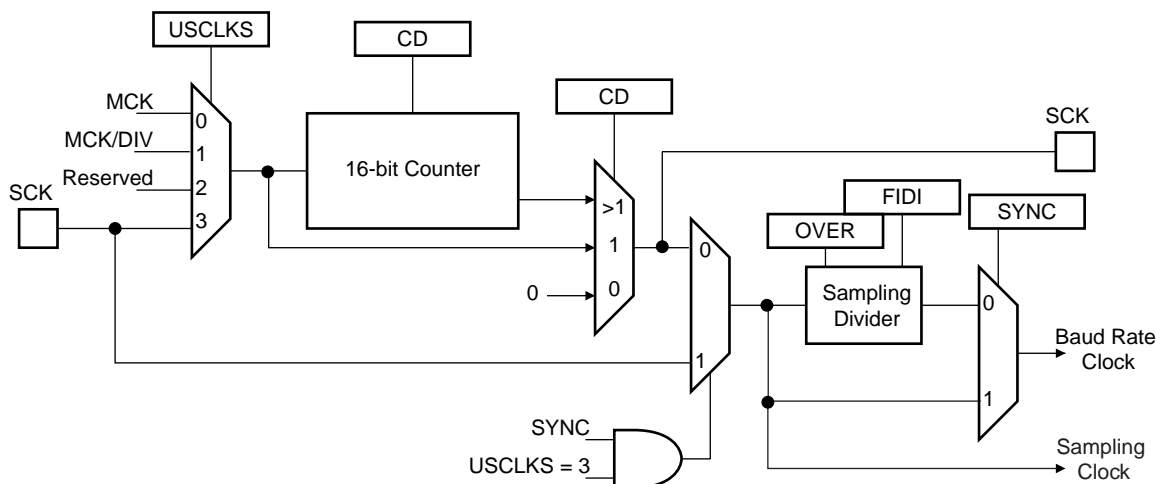 USCLKS
CD
CD
MCK
MCK/DIV
Reserved
SCK
0
1
2
3
16-bit Counter
>1
1
0
0
SCK
FIDI
OVER
SYNC
0
1
Sampling
Divider
0
1
Baud Rate
Clock
Sampling
Clock
SYNC
USCLKS = 3